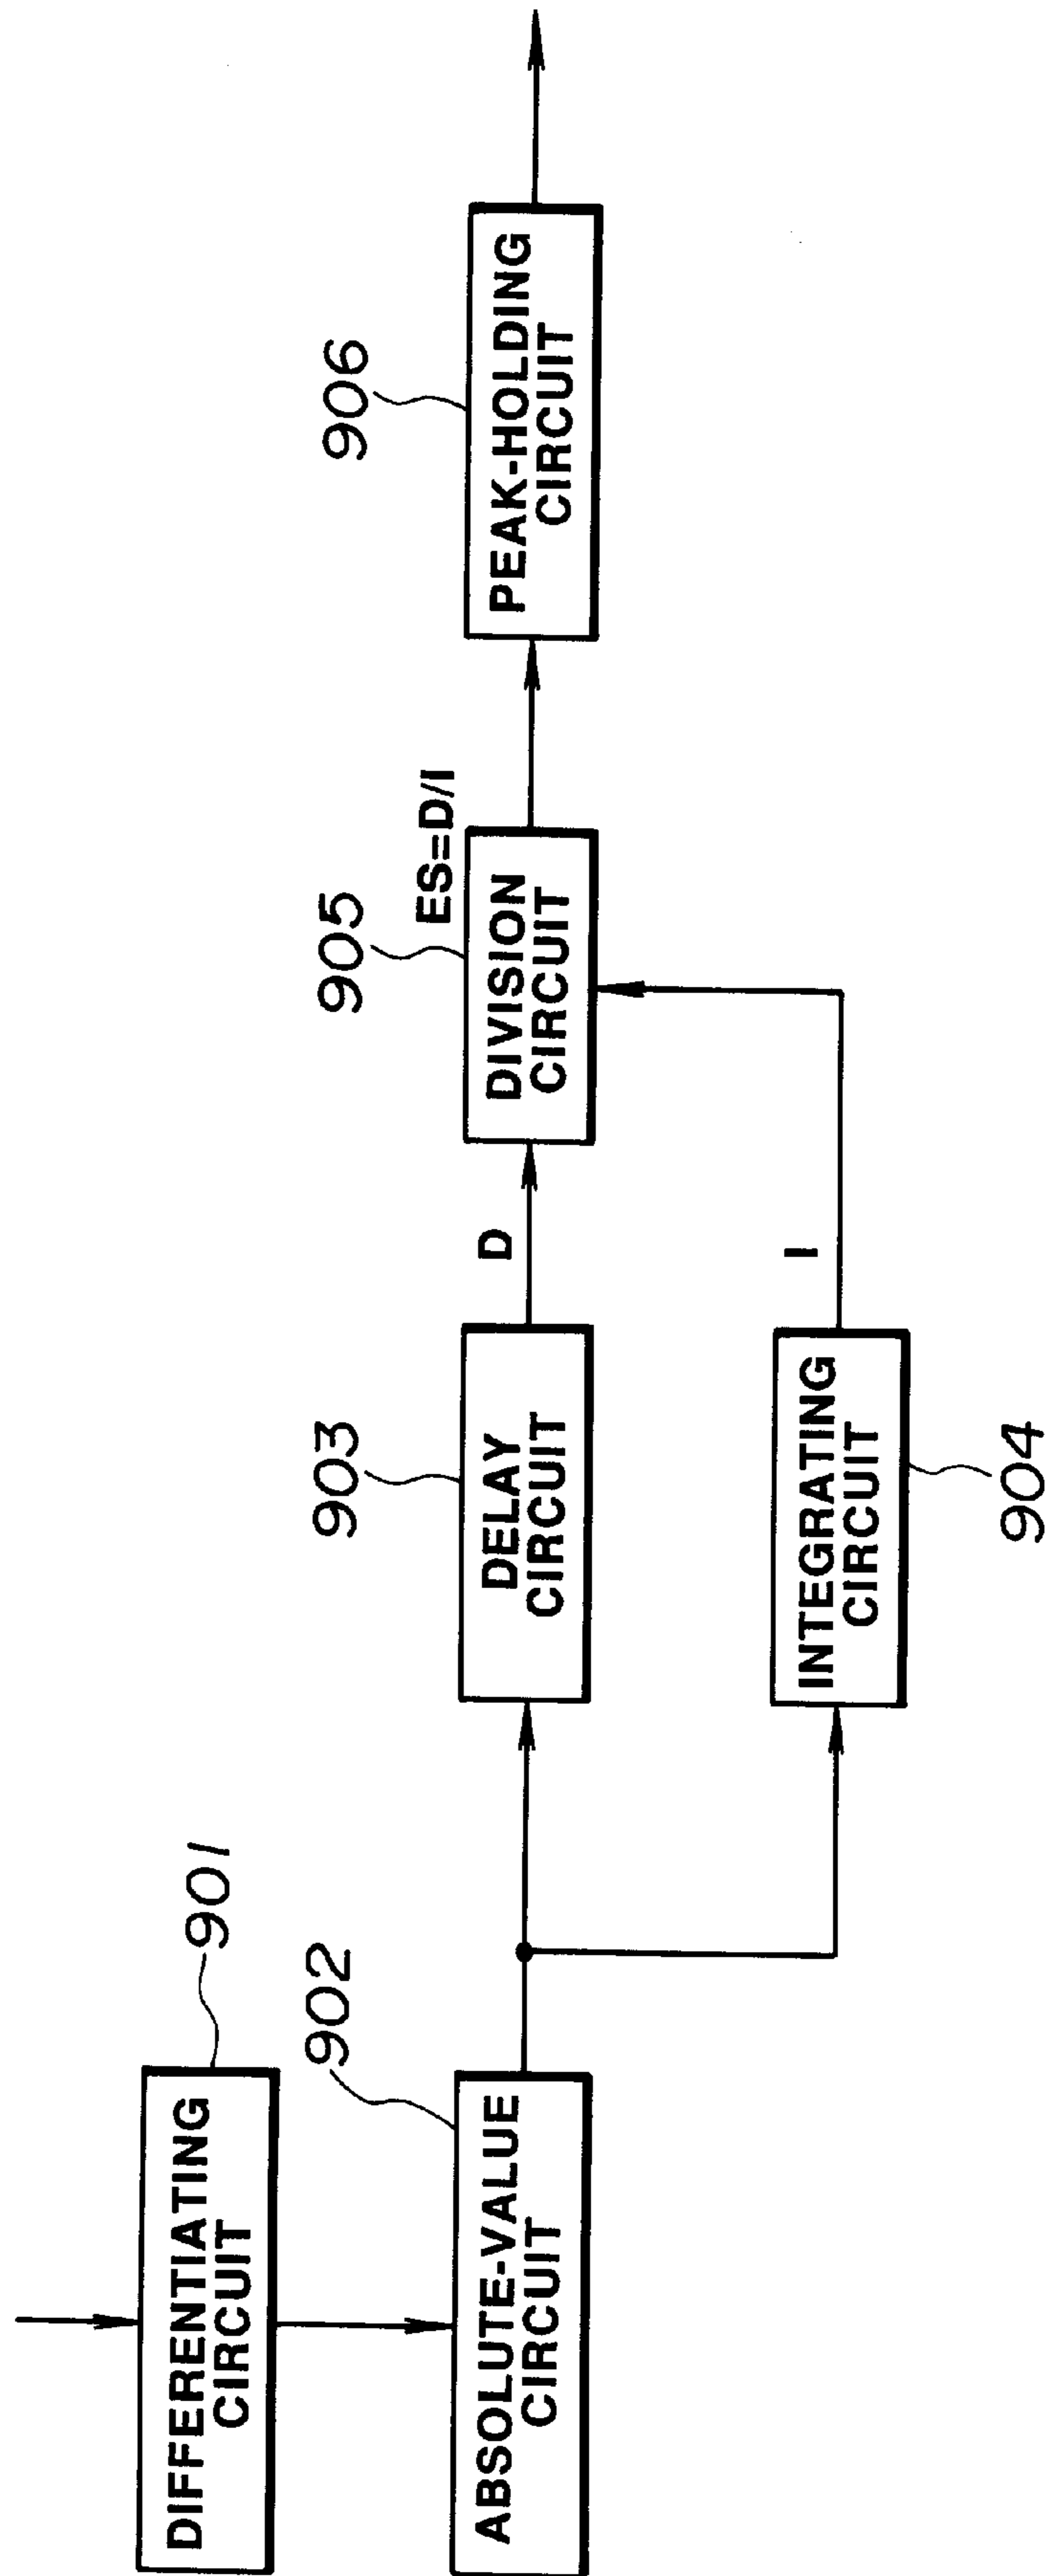 901
DIFFERENTIATING
CIRCUIT
902
ABSOLUTE-VALUE
CIRCUIT
903
DELAY
CIRCUIT
D
904
INTEGRATING
CIRCUIT
I
905
ES=D/I
DIVISION
CIRCUIT
906
PEAK-HOLDING
CIRCUIT